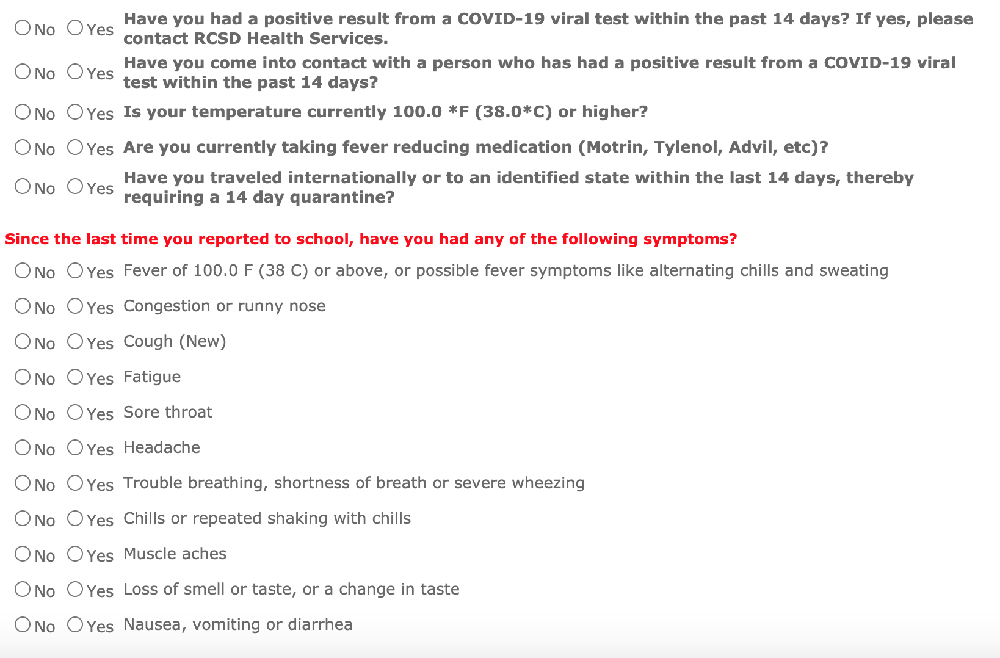 No Yes Have you had a positive result from a COVID-19 viral test within the past 14 days? If yes, please
contact RCSD Health Services.
No Yes Have you come into contact with a person who has had a positive result from a COVID-19 viral
test within the past 14 days?
No Yes Is your temperature currently 100.0 *F (38.0*C) or higher?
No Yes Are you currently taking fever reducing medication (Motrin, Tylenol, Advil, etc)?
No Yes Have you traveled internationally or to an identified state within the last 14 days, thereby
requiring a 14 day quarantine?
Since the last time you reported to school, have you had any of the following symptoms?
No Yes Fever of 100.0 F (38 C) or above, or possible fever symptoms like alternating chills and sweating
No Yes Congestion or runny nose
No Yes Cough (New)
No Yes Fatigue
No Yes Sore throat
No Yes Headache
No Yes Trouble breathing, shortness of breath or severe wheezing
No Yes Chills or repeated shaking with chills
No Yes Muscle aches
No Yes Loss of smell or taste, or a change in taste
No Yes Nausea, vomiting or diarrhea